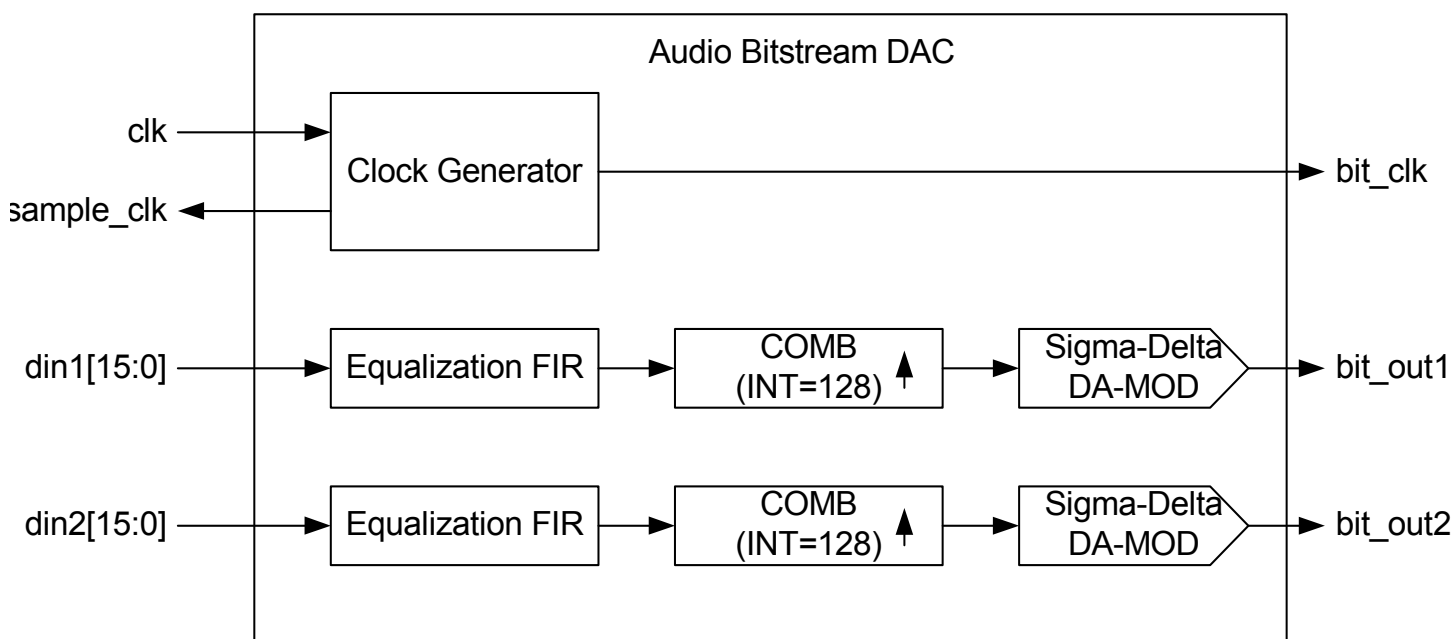 Audio Bitstream DAC
clk
Clock Generator
bit_clk
sample_clk
din1[15:0]
Equalization FIR
COMB
(INT=128)
Sigma-Delta
DA-MOD
bit_out1
din2[15:0]
Equalization FIR
COMB
(INT=128)
Sigma-Delta
DA-MOD
bit_out2